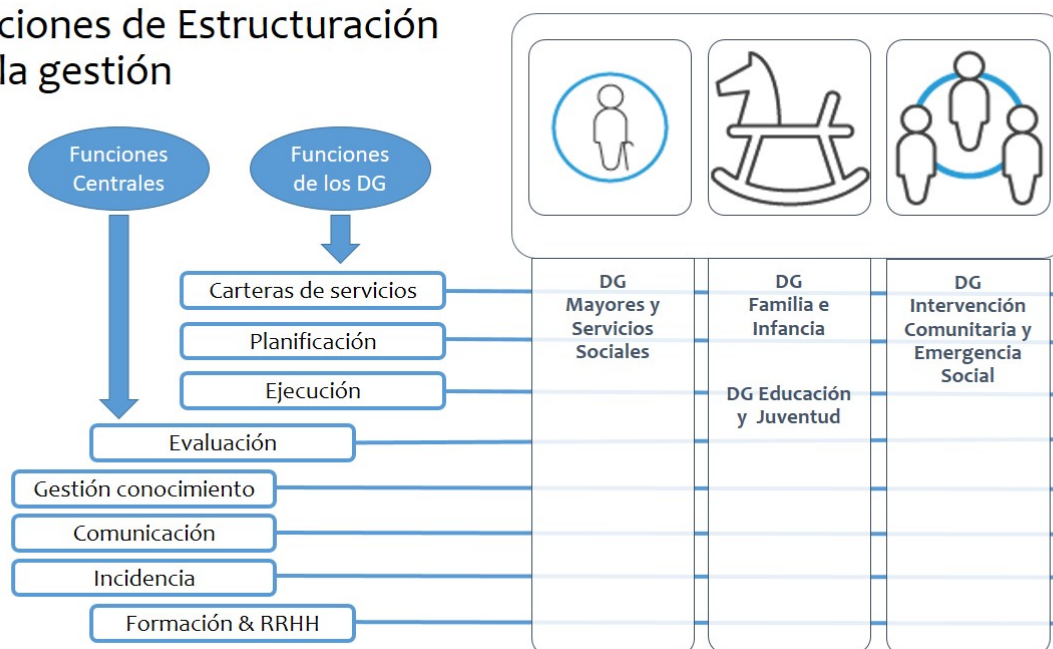 ciones de Estructuración
la gestión
Funciones
Centrales
Funciones
de los DG
Carteras de servicios
Planificación
Ejecución
Evaluación
Gestión conocimiento
Comunicación
Incidencia
Formación & RRHH
DG
Mayores y
Servicios
Sociales
DG
Familia e
Infancia
DG Educación
y Juventud
DG
Intervención
Comunitaria y
Emergencia
Social